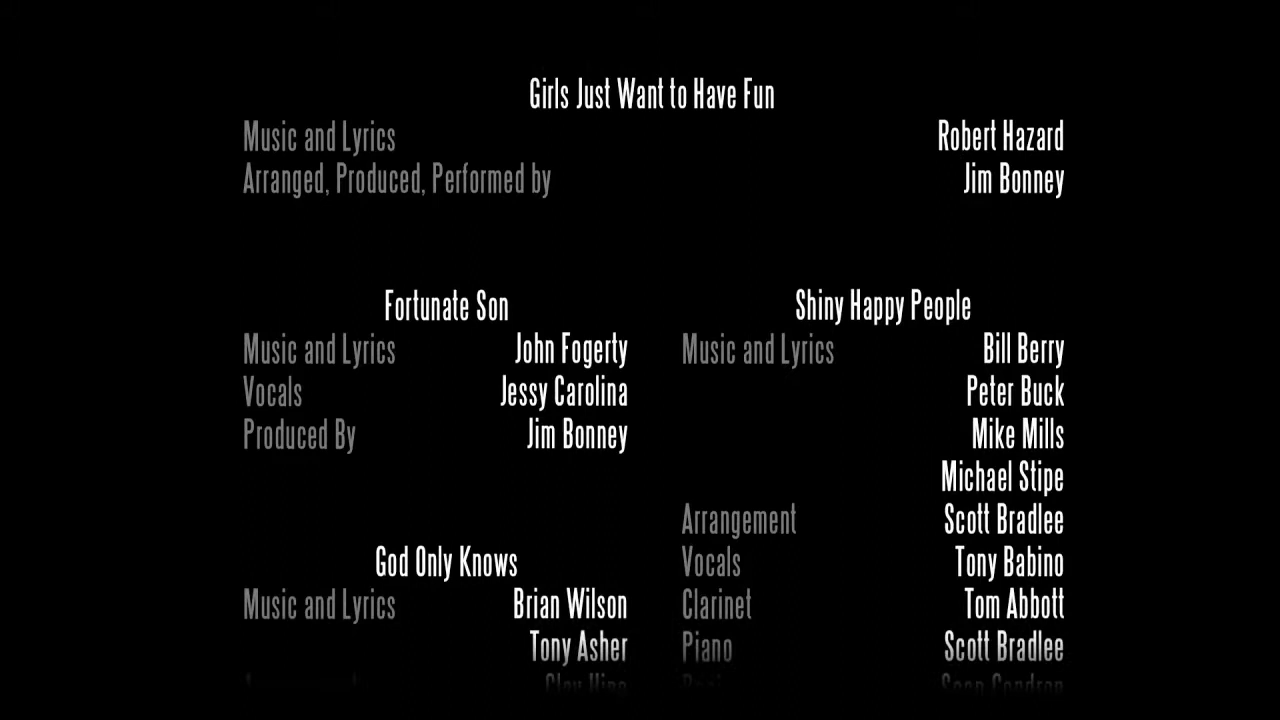 Girls Just Want to Have Fun
Music and Lyrics Robert Hazard
Arranged, Produced, Performed by Jim Bonney
Fortunate Son
Music and Lyrics John Fogerty
Vocals Jessy Carolina
Produced By Jim Bonney
God Only Knows
Music and Lyrics Brian Wilson
Tony Asher
Shiny Happy People
Music and Lyrics Bill Berry
Peter Buck
Mike Mills
Michael Stipe
Arrangement Scott Bradlee
Vocals Tony Babino
Clarinet Tom Abbott
Piano Scott Bradlee